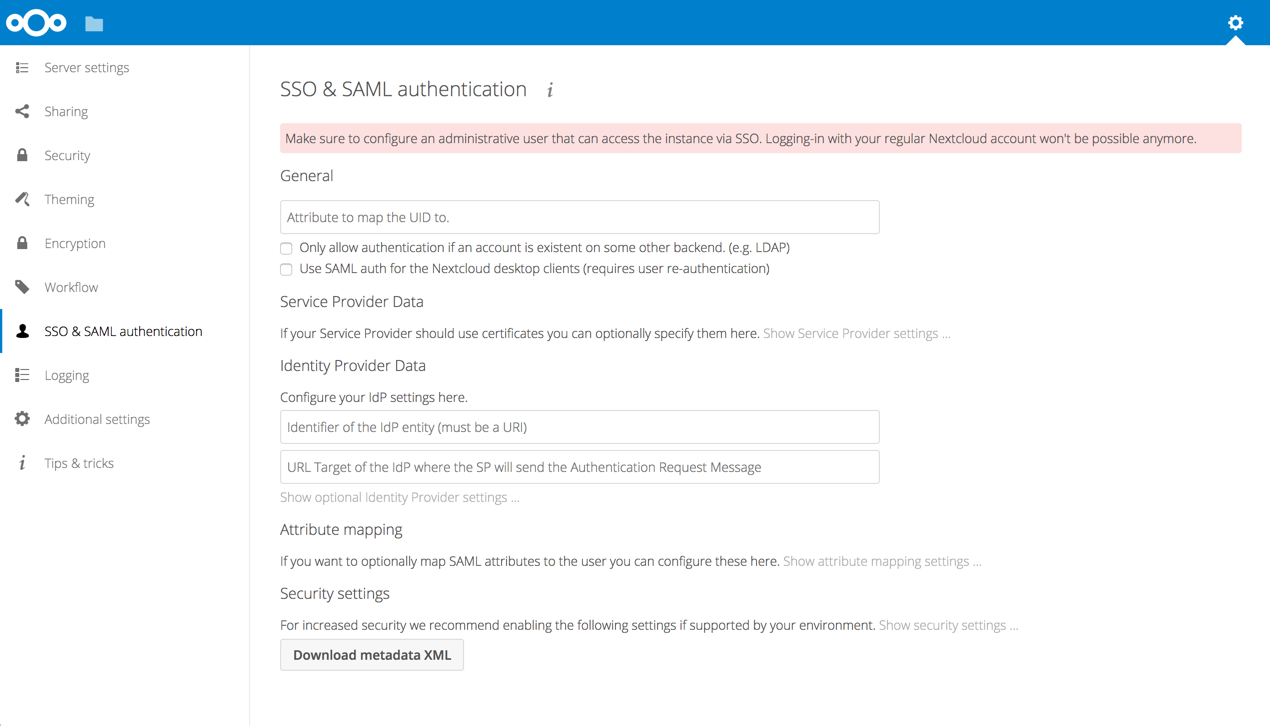 Server settings
Sharing
Security
Theming
Encryption
Workflow
SSO & SAML authentication
Logging
Additional settings
Tips & tricks
SSO & SAML authentication
Make sure to configure an administrative user that can access the instance via SSO. Logging-in with your regular Nextcloud account won't be possible anymore.
General
Attribute to map the UID to.
Only allow authentication if an account is existent on some other backend. (e.g. LDAP)
Use SAML auth for the Nextcloud desktop clients (requires user re-authentication)
Service Provider Data
If your Service Provider should use certificates you can optionally specify them here. Show Service Provider settings ...
Identity Provider Data
Configure your IdP settings here.
Identifier of the IdP entity (must be a URI)
URL Target of the IdP where the SP will send the Authentication Request Message
Show optional Identity Provider settings ...
Attribute mapping
If you want to optionally map SAML attributes to the user you can configure these here. Show attribute mapping settings ...
Security settings
For increased security we recommend enabling the following settings if supported by your environment. Show security settings ...
Download metadata XML